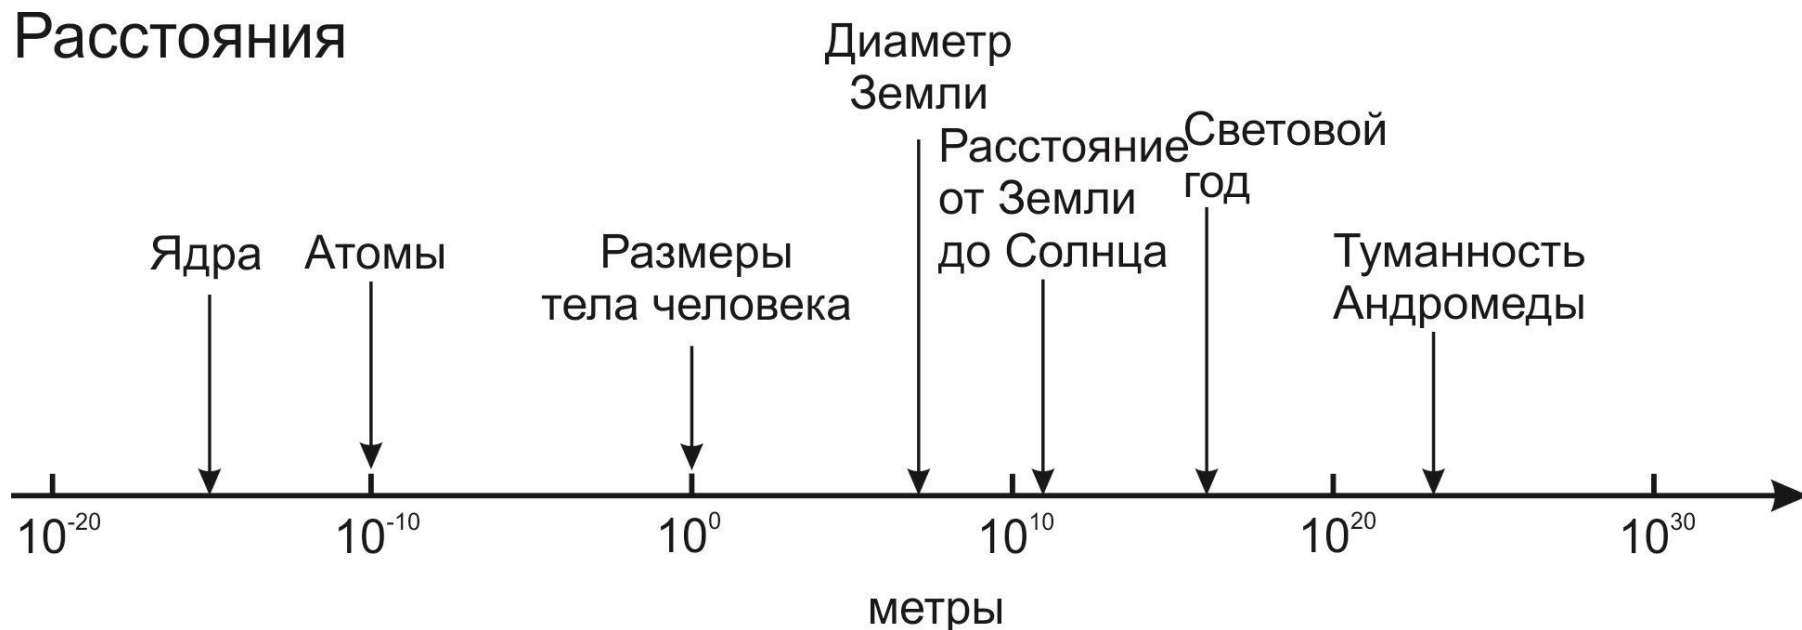 Расстояния
Диаметр
Земли
Расстояние
от Земли
до Солнца
Световой
год
Ядра
Атомы
Размеры
тела человека
Туманность
Андромеды
10⁻²⁰
10⁻¹⁰
10⁰
10¹⁰
10²⁰
10³⁰
метры